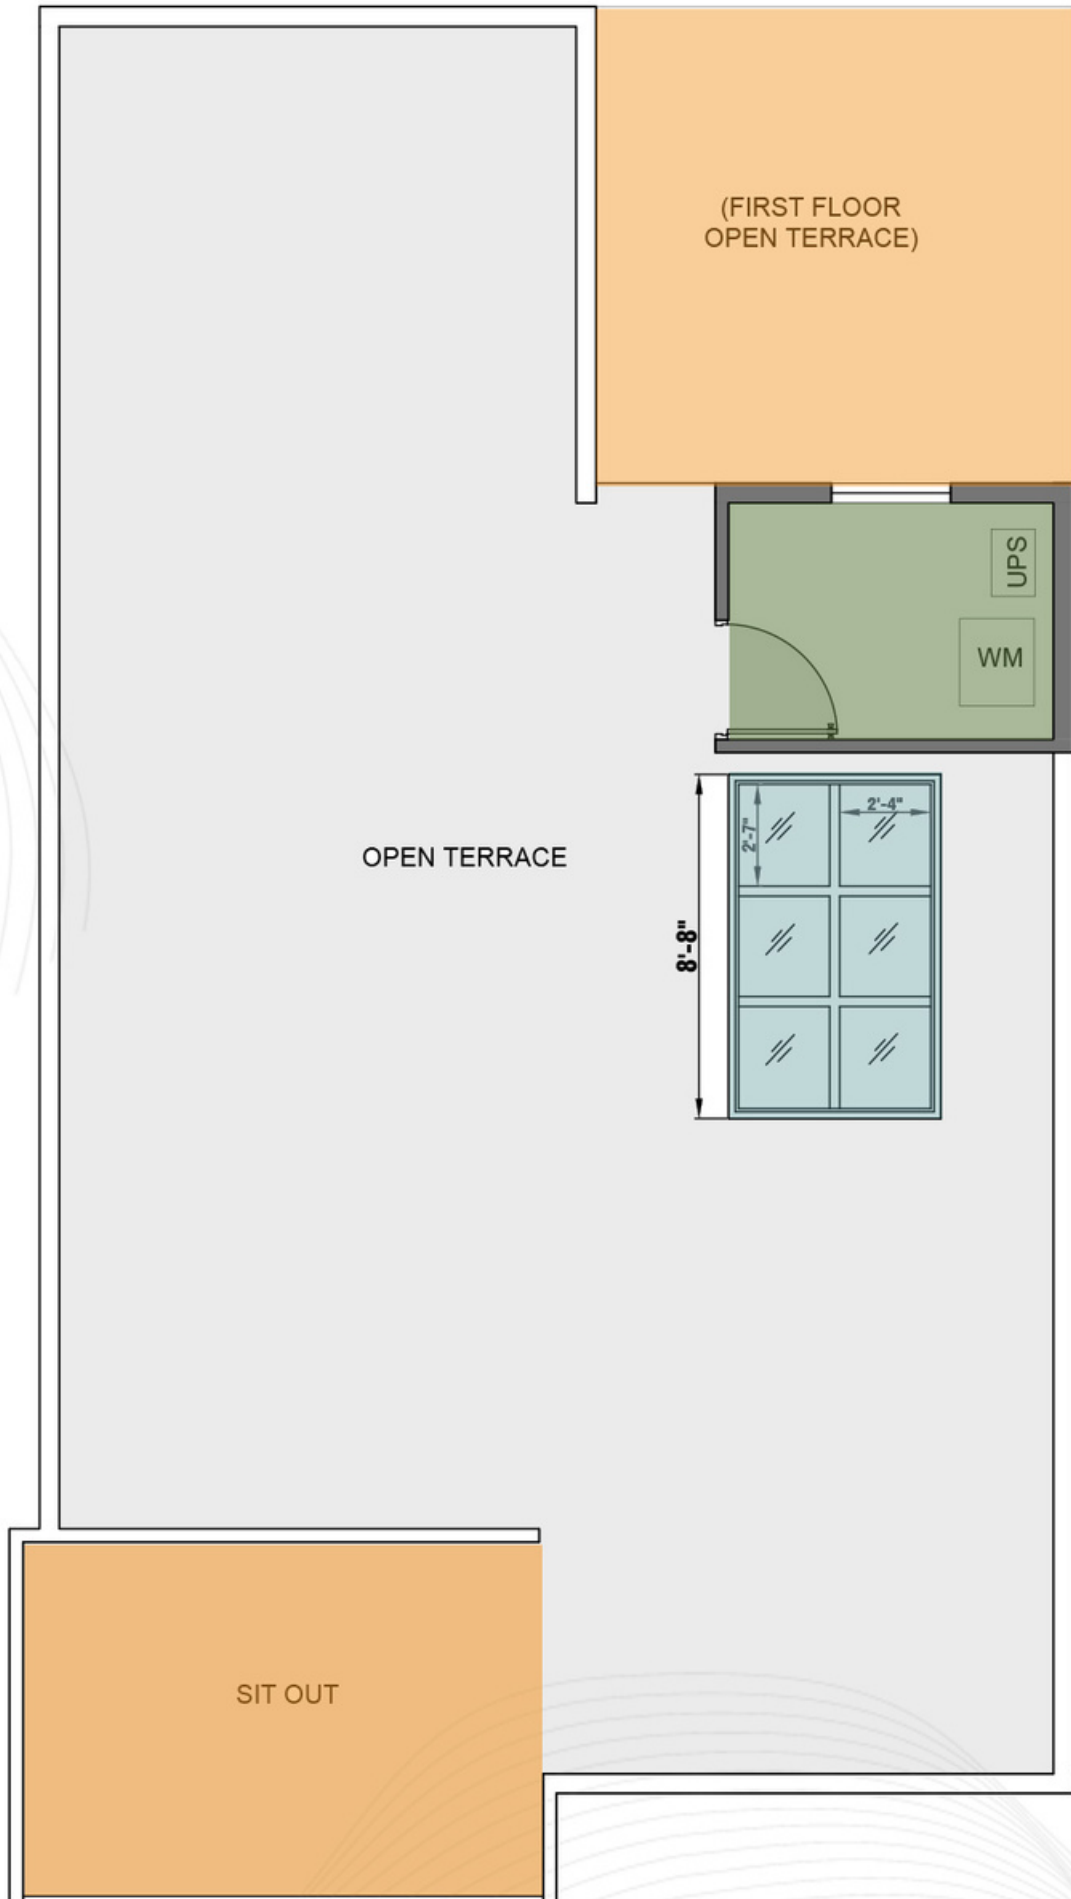 (FIRST FLOOR
OPEN TERRACE)
UPS
WM
2'-4"
2'-7"
OPEN TERRACE
8'-8"
SIT OUT